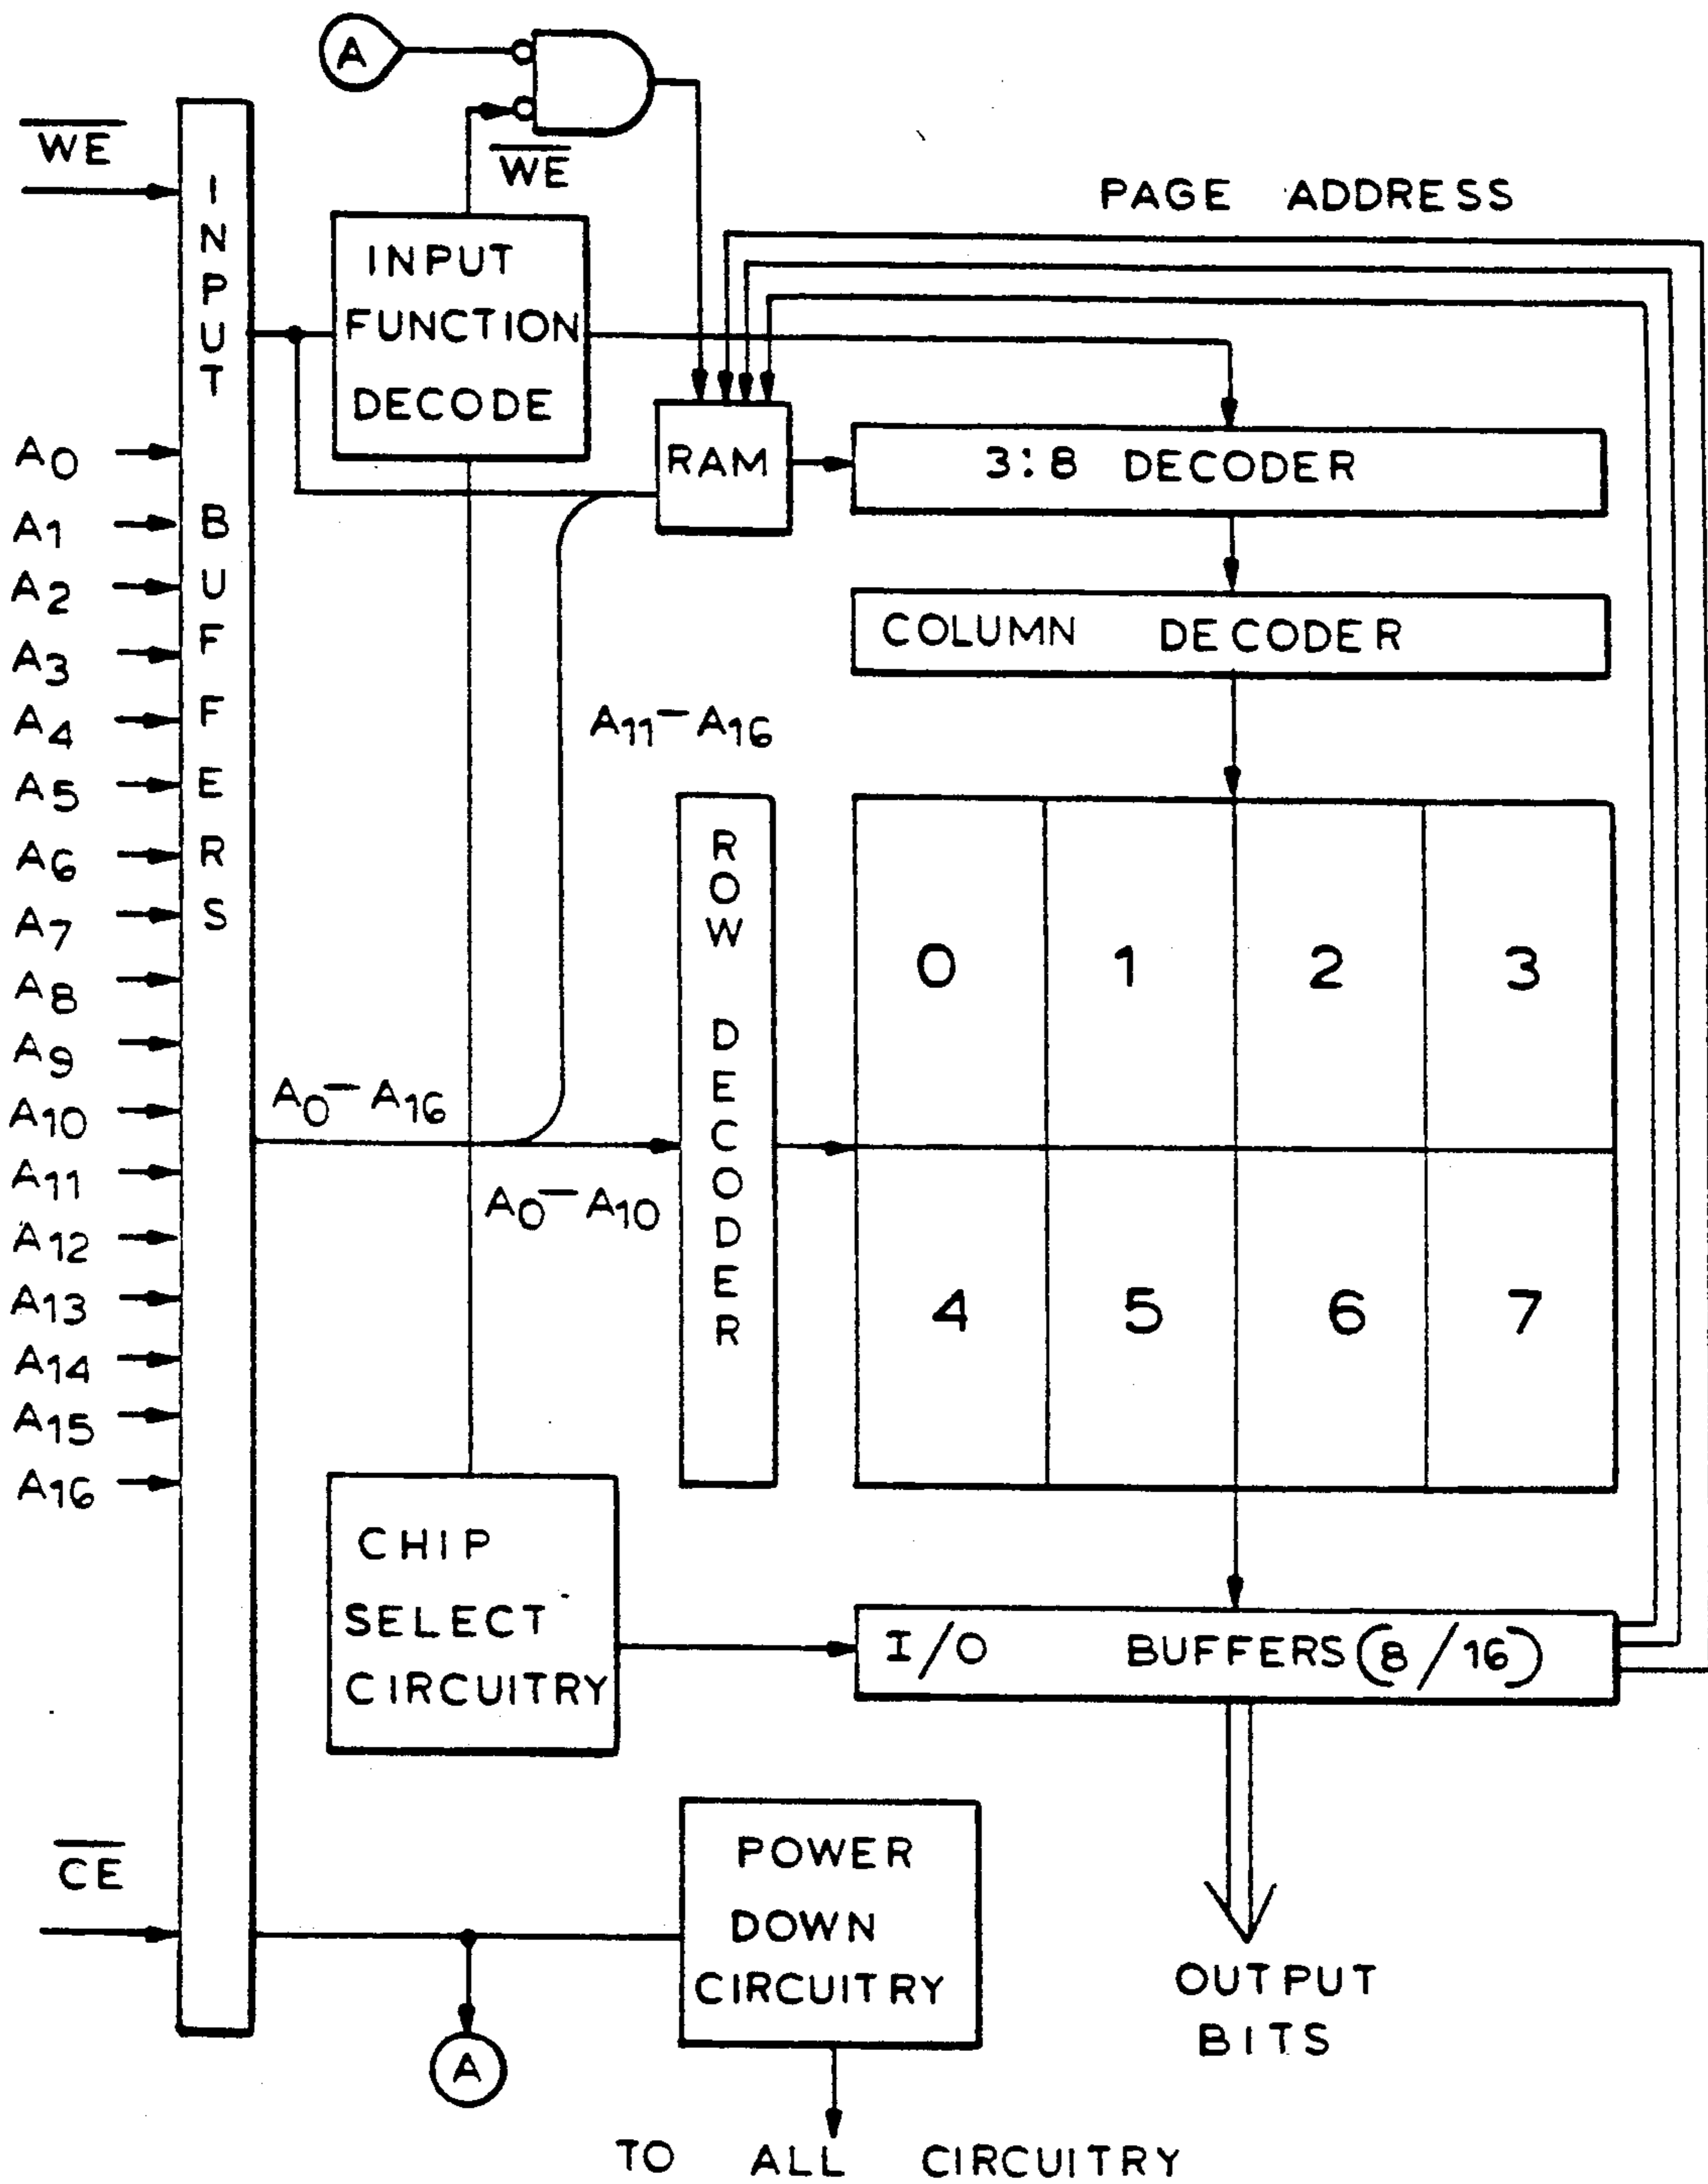 A
W̅E̅
W̅E̅
PAGE ADDRESS
INPUT BUFFERS
INPUT
FUNCTION
DECODE
RAM
3:8 DECODER
COLUMN DECODER
A0
A1
A2
A3
A4
A5
A6
A7
A8
A9
A10
A11
A12
A13
A14
A15
A16
A11–A16
A0–A16
A0–A10
ROW DECODER
0 1 2 3
4 5 6 7
CHIP
SELECT
CIRCUITRY
I/O BUFFERS (8/16)
C̅E̅
POWER
DOWN
CIRCUITRY
OUTPUT
BITS
A
TO ALL CIRCUITRY